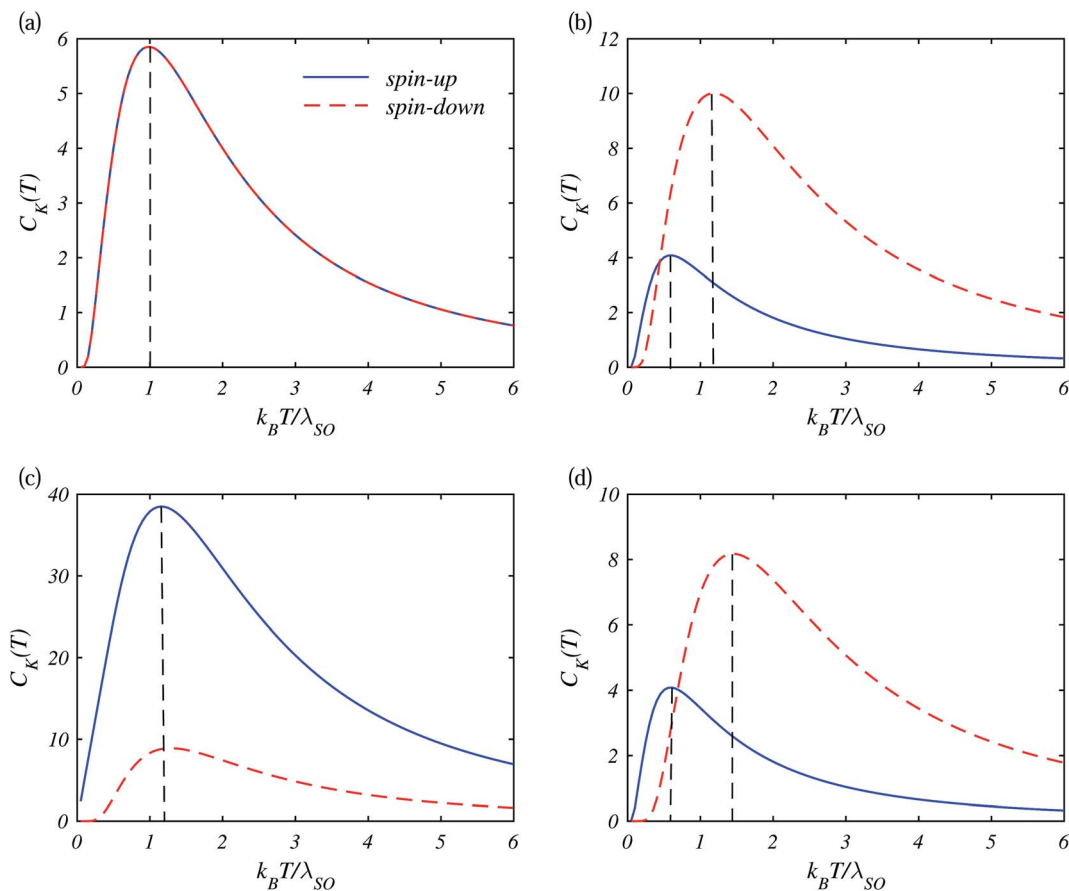 (a)
6
5
4
3
2
1
0
0 1 2 3 4 5 6
C_K(T)
k_BT/λ_SO
spin-up
spin-down
(b)
12
10
8
6
4
2
0
0 1 2 3 4 5 6
C_K(T)
k_BT/λ_SO
(c)
40
30
20
10
0
0 1 2 3 4 5 6
C_K(T)
k_BT/λ_SO
(d)
10
8
6
4
2
0
0 1 2 3 4 5 6
C_K(T)
k_BT/λ_SO